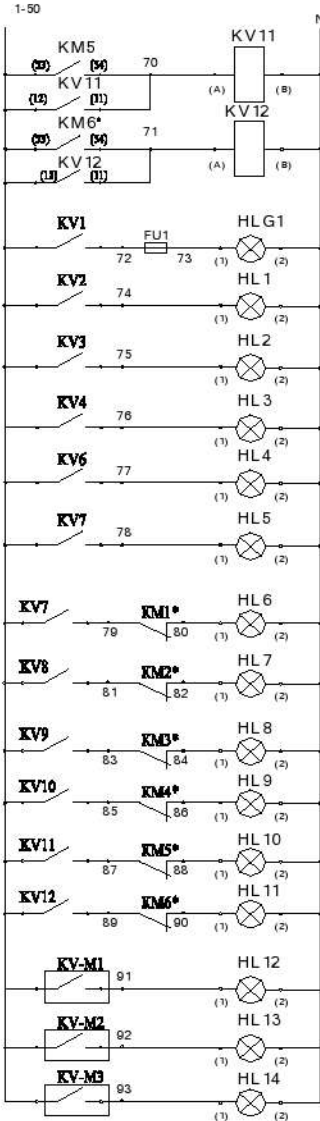 1-50 N
KM5 70 KV11
(33) (34)
KV11 (A) (B)
(12) (11)
KM6* 71 KV12
(33) (34)
KV12 (A) (B)
(11)
KV1 FU1 HLG1
72 73 (1) (2)
KV2 74 HL1
(1) (2)
KV3 75 HL2
(1) (2)
KV4 76 HL3
(1) (2)
KV6 77 HL4
(1) (2)
KV7 78 HL5
(1) (2)
KV7 KM1* HL6
79 80 (1) (2)
KV8 KM2* HL7
81 82 (1) (2)
KV9 KM3* HL8
83 84 (1) (2)
KV10 KM4* HL9
85 86 (1) (2)
KV11 KM5* HL10
87 88 (1) (2)
KV12 KM6* HL11
89 90 (1) (2)
KV-M1 91 HL12
(1) (2)
KV-M2 92 HL13
(1) (2)
KV-M3 93 HL14
(1) (2)